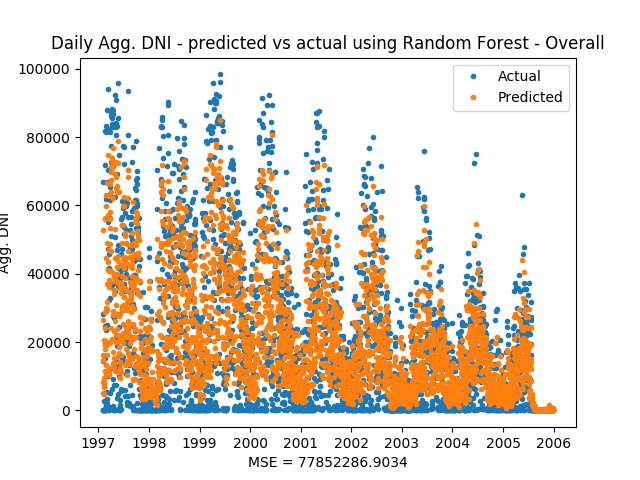 Daily Agg. DNI - predicted vs actual using Random Forest - Overall
100000
80000
60000
40000
20000
0
Agg. DNI
Actual
Predicted
1997 1998 1999 2000 2001 2002 2003 2004 2005 2006
MSE = 77852286.9034